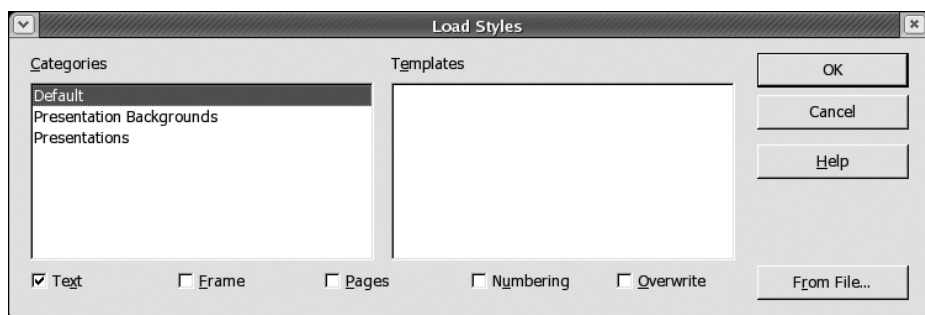 Load Styles
Categories
Default
Presentation Backgrounds
Presentations
Templates
OK
Cancel
Help
Text
Frame
Pages
Numbering
Overwrite
From File...